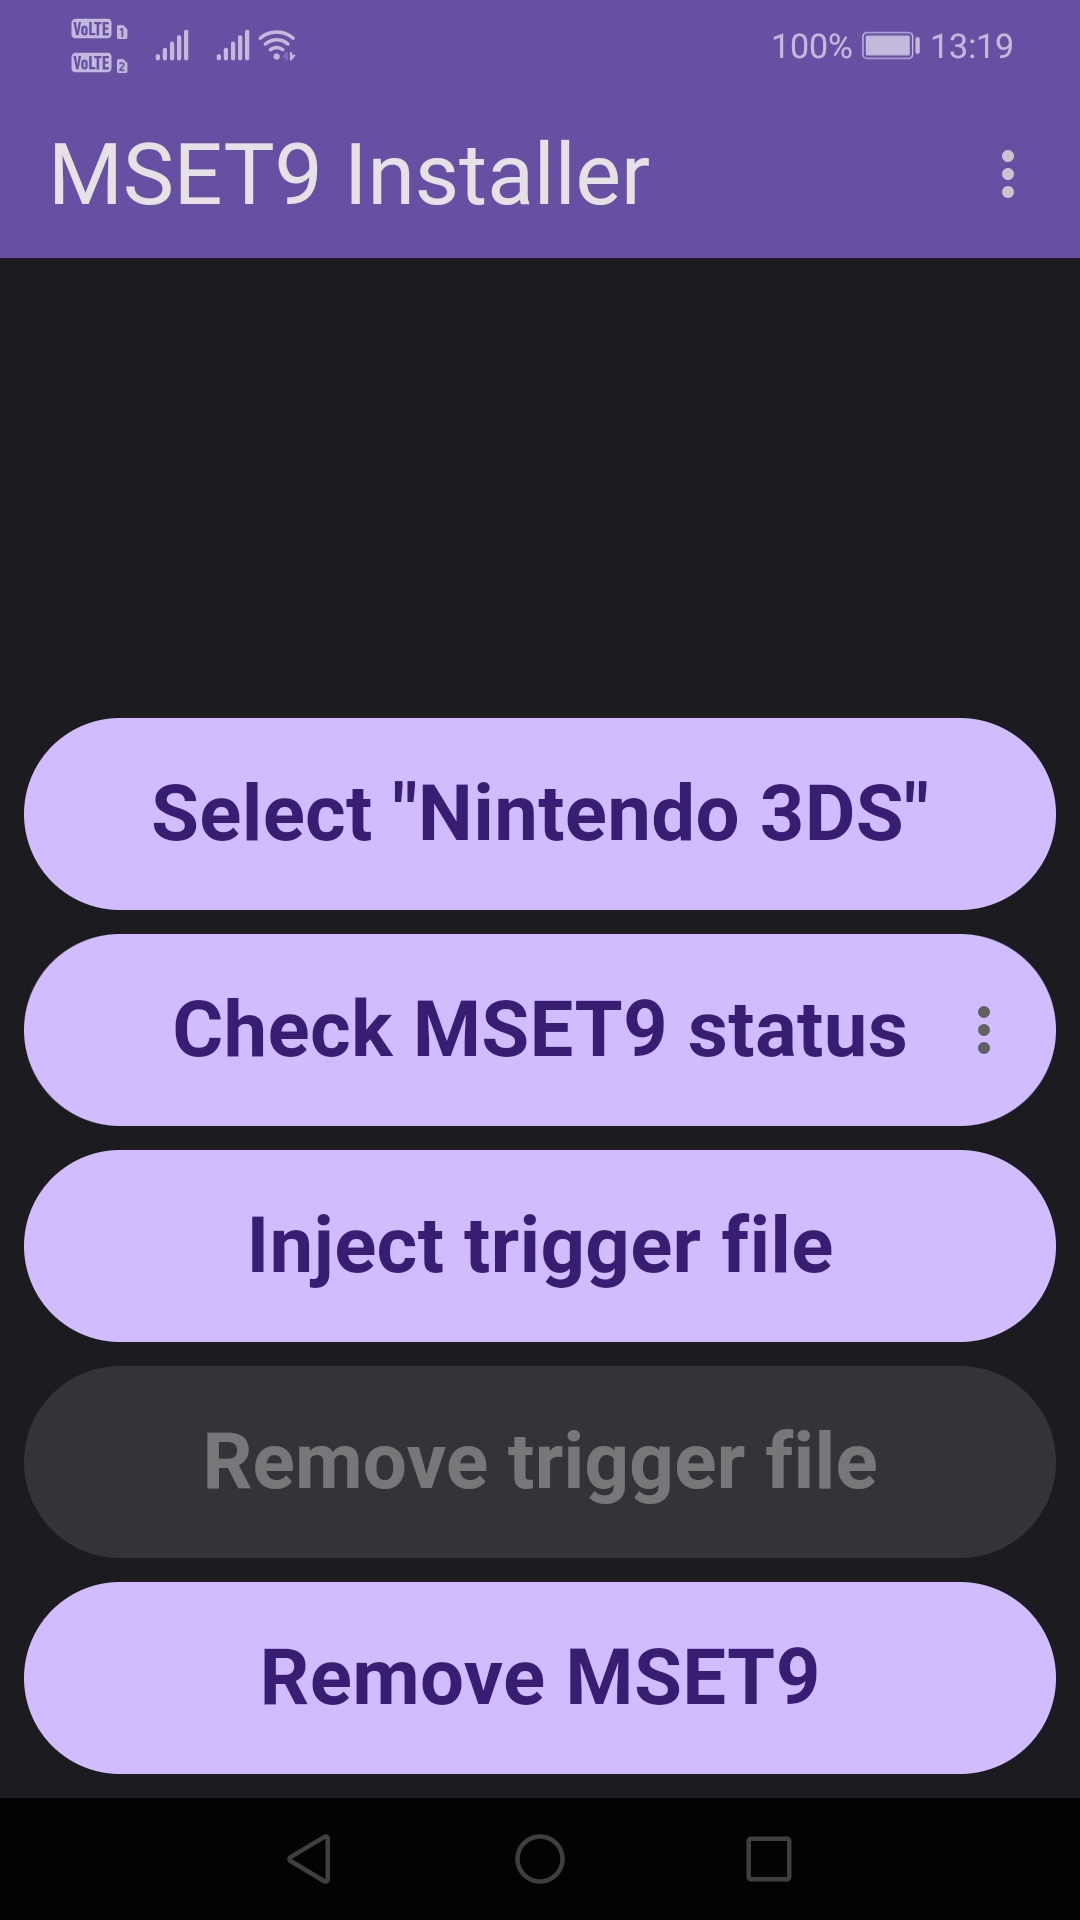 VoLTE 1
VoLTE 2
100% 13:19
MSET9 Installer
Select "Nintendo 3DS"
Check MSET9 status
Inject trigger file
Remove trigger file
Remove MSET9